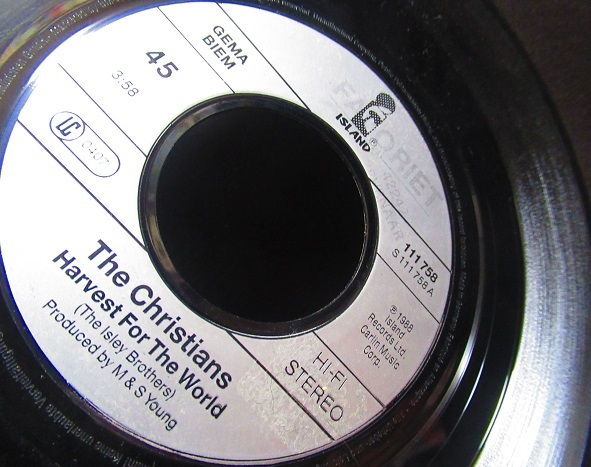 GEMA
BIEM
45
3:58
LC 0407
ISLAND
FAVORIET
111 758
S 111 758 A
The Christians
Harvest For The World
(The Isley Brothers)
Produced by M & S Young
℗ 1988
Island
Records Ltd.
Carlin Music
Corp.
HI-FI
STEREO